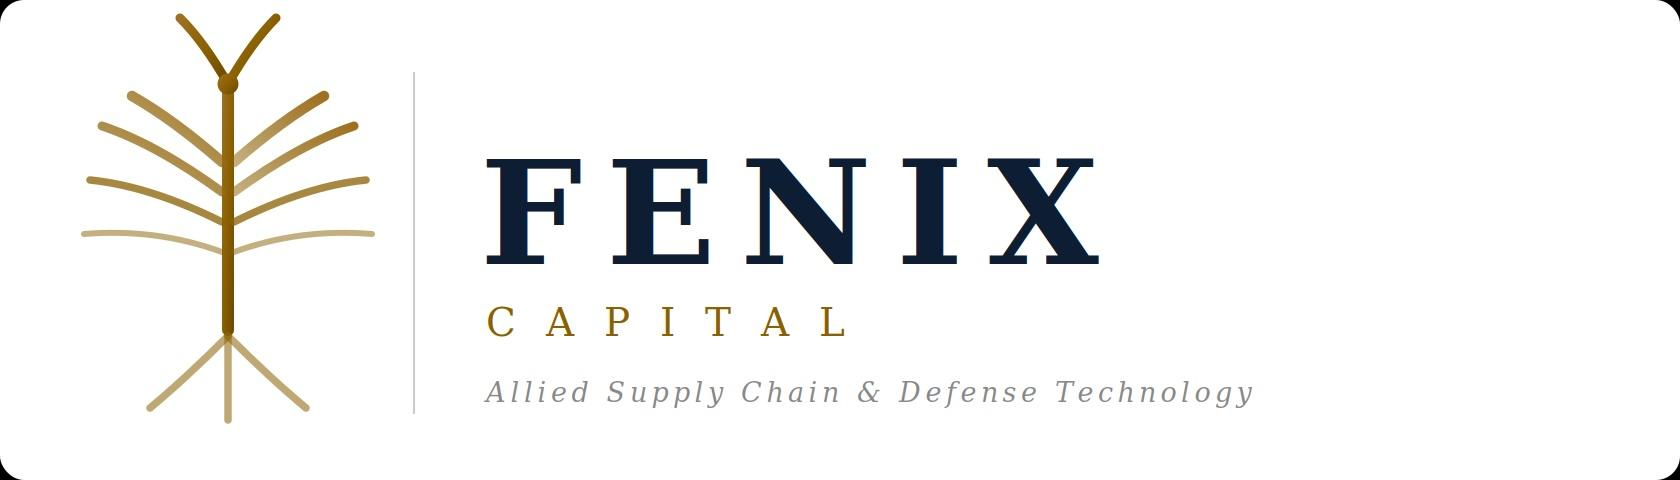 FENIX
CAPITAL
Allied Supply Chain & Defense Technology